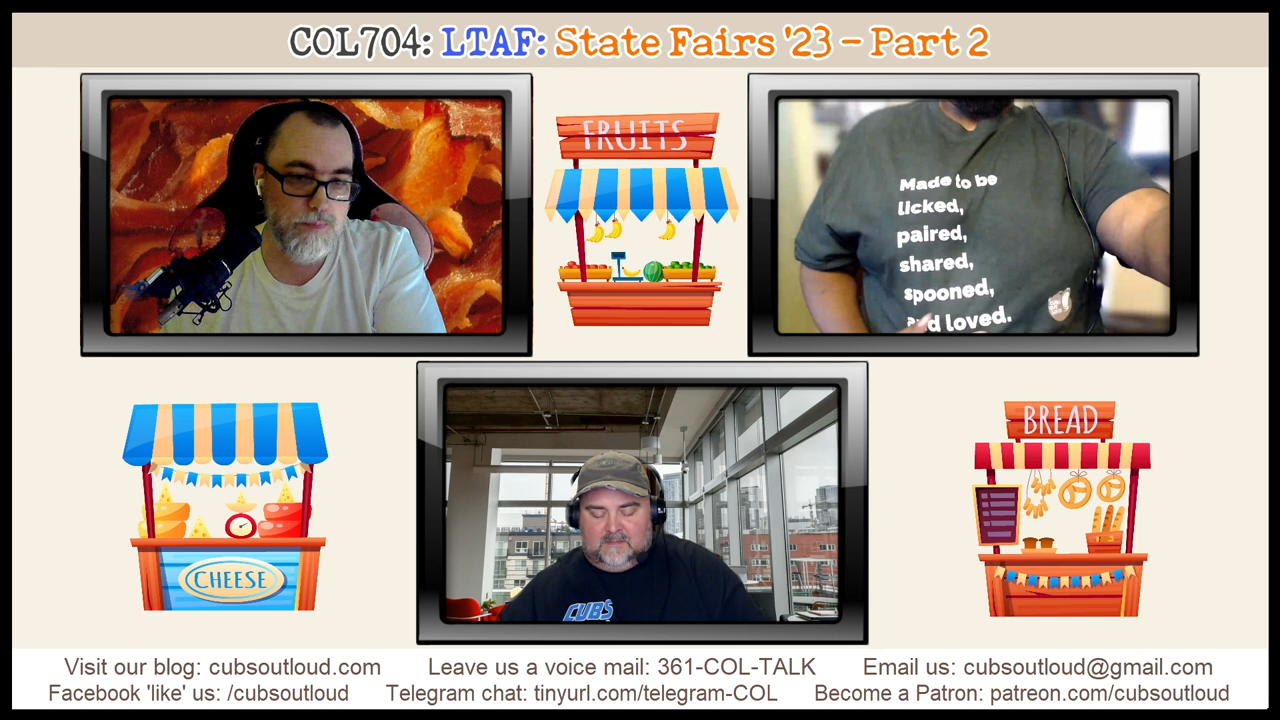 COL704: LTAF: State Fairs '23 - Part 2
FRUITS
Made to be
licked,
paired,
shared,
spooned,
and loved.
CHEESE
CUBS
BREAD
Visit our blog: cubsoutloud.com Leave us a voice mail: 361-COL-TALK Email us: cubsoutloud@gmail.com
Facebook 'like' us: /cubsoutloud Telegram chat: tinyurl.com/telegram-COL Become a Patron: patreon.com/cubsoutloud